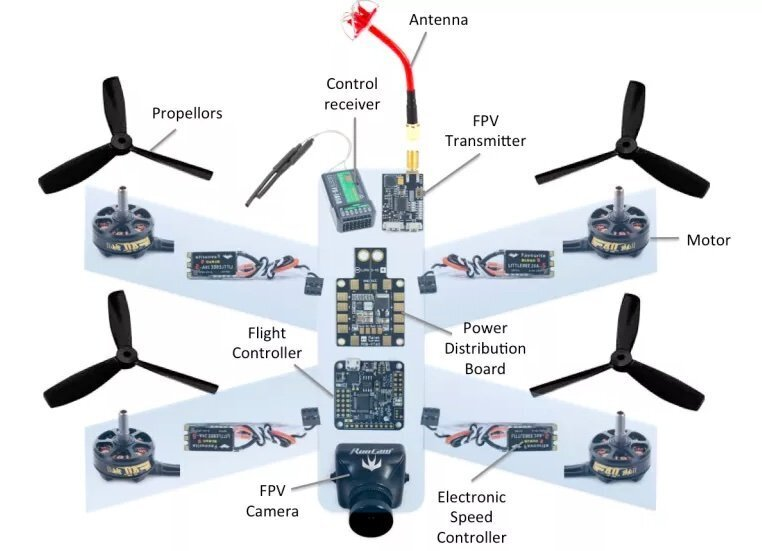 Antenna
Control
receiver
Propellors
FPV
Transmitter
Motor
Flight
Controller
Power
Distribution
Board
RunCam
FPV
Camera
Electronic
Speed
Controller